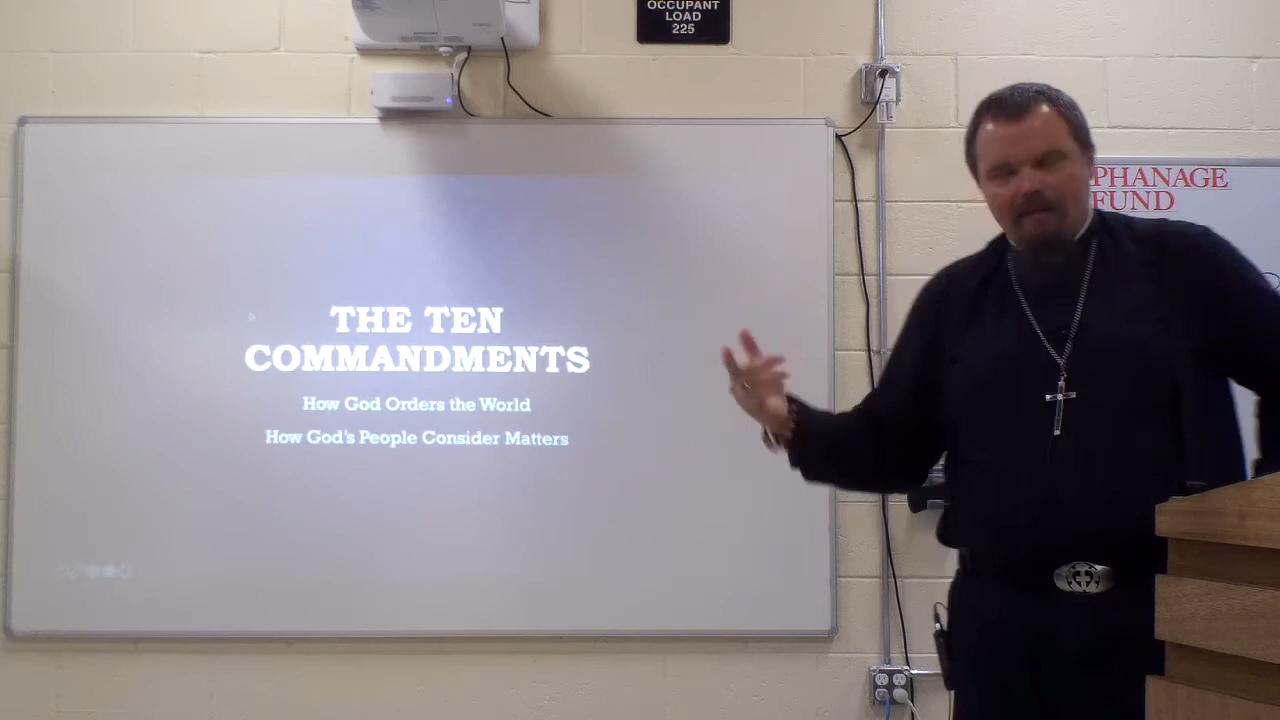 OCCUPANT
LOAD
225
PHANAGE
FUND
THE TEN
COMMANDMENTS
How God Orders the World
How God's People Consider Matters